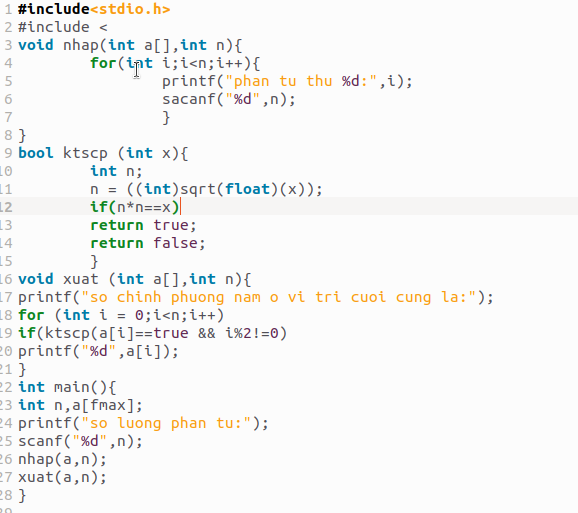 1 #include<stdio.h>
2 #include <
3 void nhap(int a[],int n){
4 for(int i;i<n;i++){
5 printf("phan tu thu %d:",i);
6 sacanf("%d",n);
7 }
8 }
9 bool ktscp (int x){
10 int n;
11 n = ((int)sqrt(float)(x));
12 if(n*n==x)
13 return true;
14 return false;
15 }
16 void xuat (int a[],int n){
17 printf("so chinh phuong nam o vi tri cuoi cung la:");
18 for (int i = 0;i<n;i++)
19 if(ktscp(a[i]==true && i%2!=0)
20 printf("%d",a[i]);
21 }
22 int main(){
23 int n,a[fmax];
24 printf("so luong phan tu:");
25 scanf("%d",n);
26 nhap(a,n);
27 xuat(a,n);
28 }